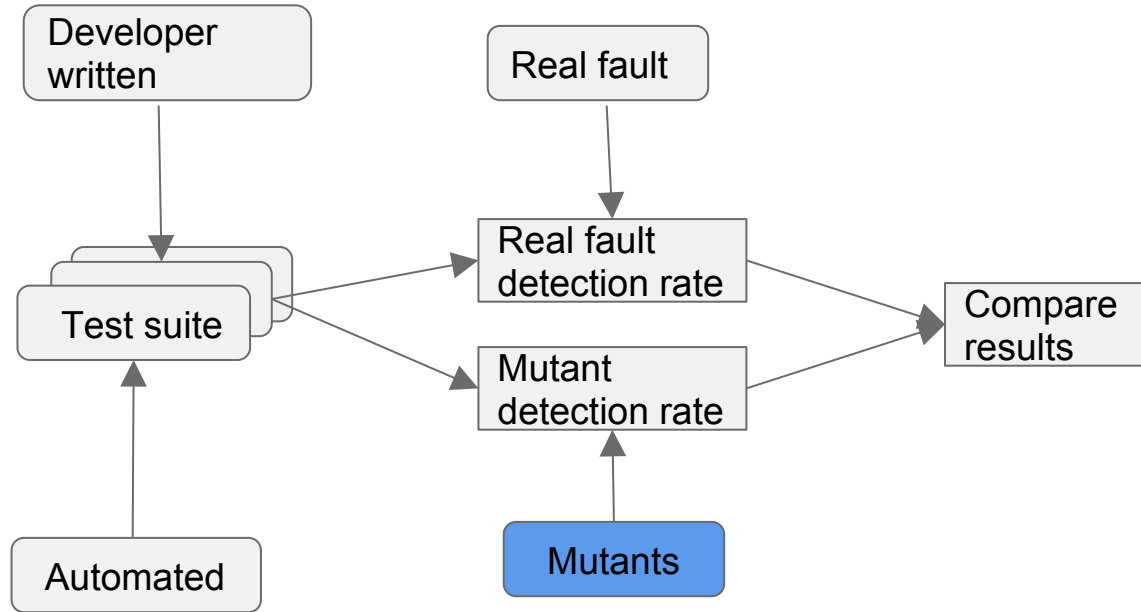 Developer
written
Real fault
Real fault
detection rate
Test suite
Compare
results
Mutant
detection rate
Automated
Mutants